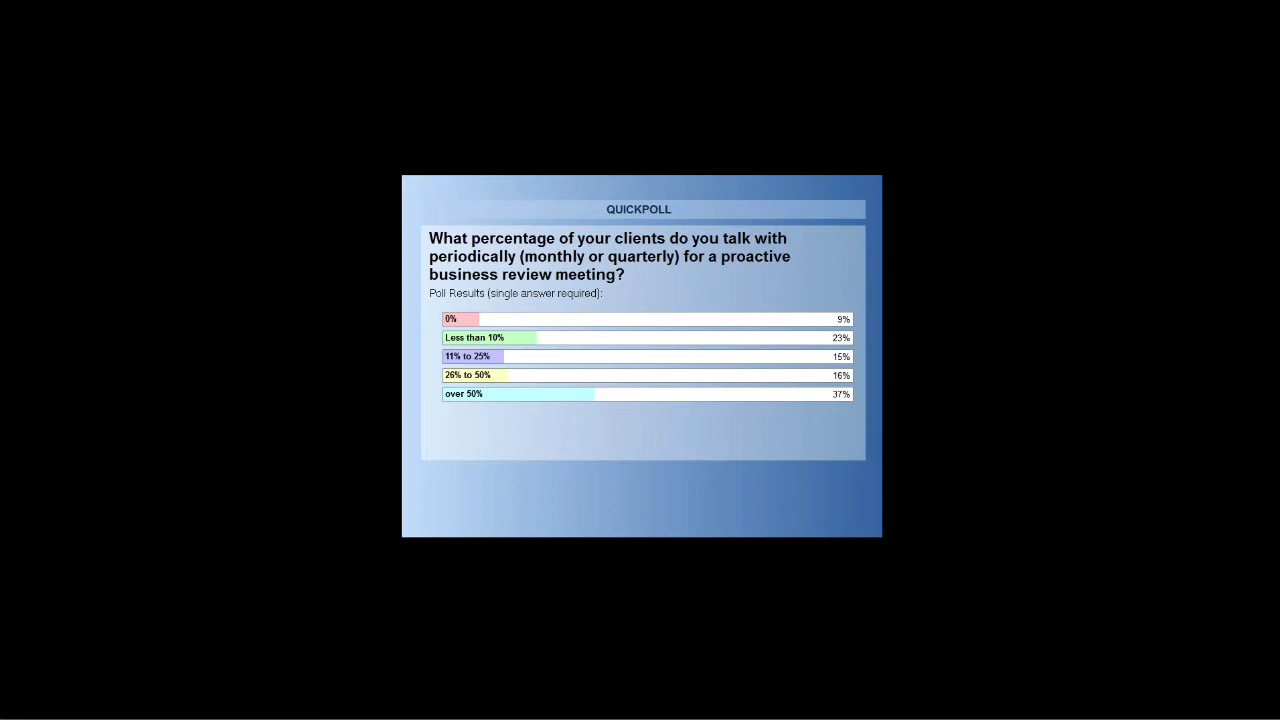 QUICKPOLL
What percentage of your clients do you talk with
periodically (monthly or quarterly) for a proactive
business review meeting?
Poll Results (single answer required):
0% 9%
Less than 10% 23%
11% to 25% 15%
26% to 50% 16%
over 50% 37%